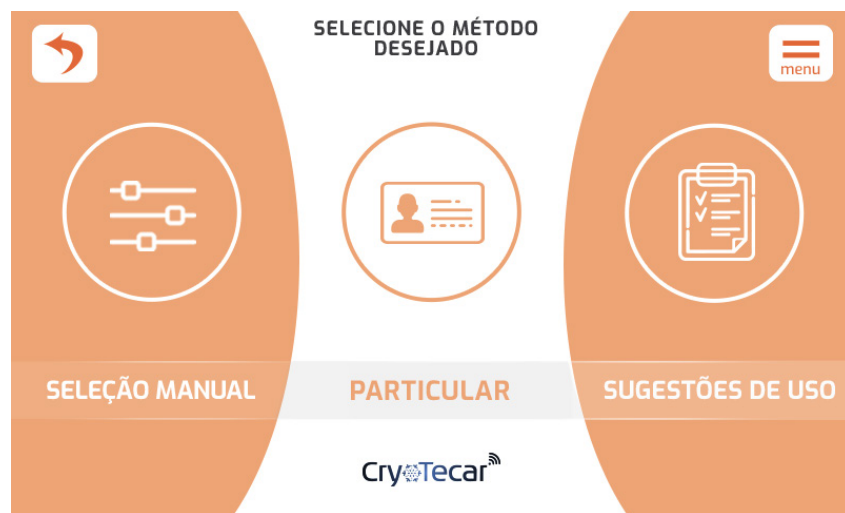 SELECIONE O MÉTODO
DESEJADO
menu
SELEÇÃO MANUAL
PARTICULAR
SUGESTÕES DE USO
CryoTecar